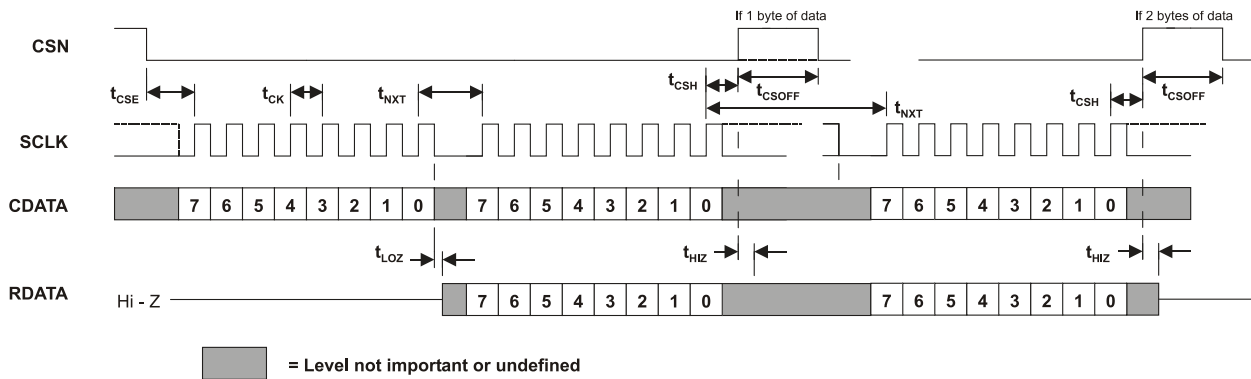 If 1 byte of data
If 2 bytes of data
CSN
tCSE
tCK
tNXT
tCSH
tCSOFF
tNXT
tCSH
tCSOFF
SCLK
CDATA
7 6 5 4 3 2 1 0 7 6 5 4 3 2 1 0 7 6 5 4 3 2 1 0
tLOZ
tHIZ
tHIZ
RDATA
Hi - Z
7 6 5 4 3 2 1 0 7 6 5 4 3 2 1 0
= Level not important or undefined